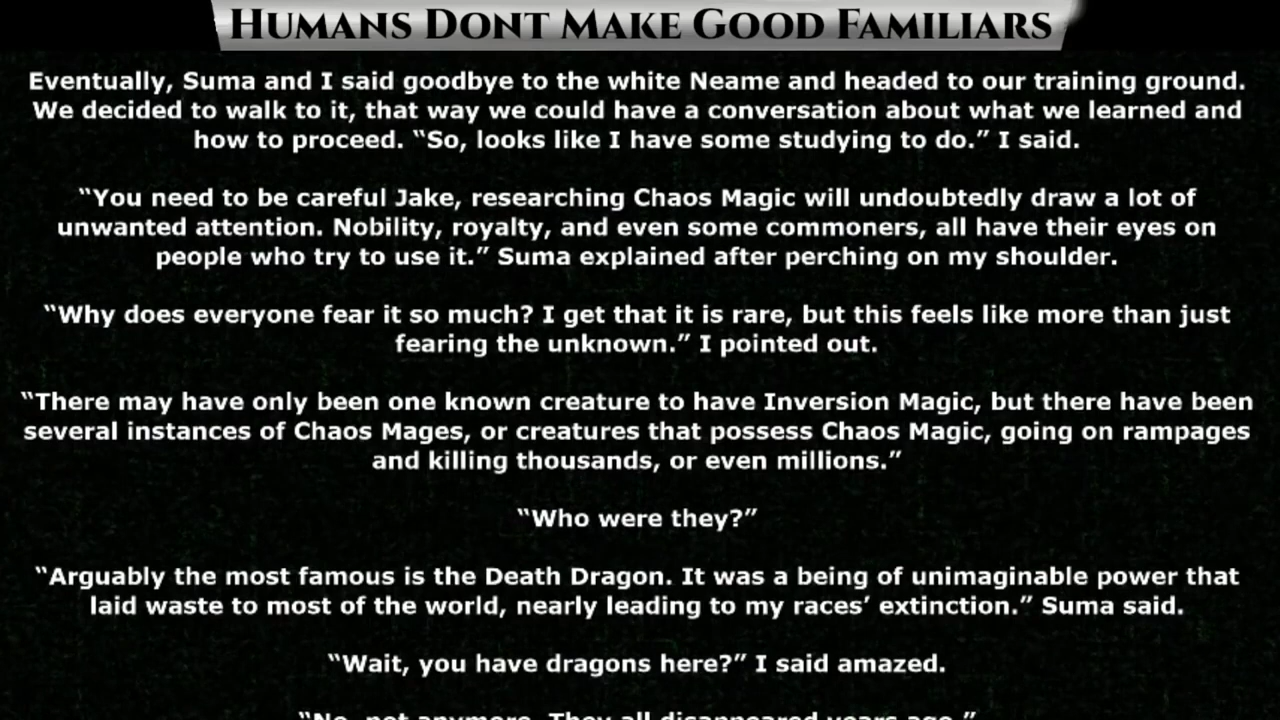 HUMANS DONT MAKE GOOD FAMILIARS
Eventually, Suma and I said goodbye to the white Neame and headed to our training ground.
We decided to walk to it, that way we could have a conversation about what we learned and
how to proceed. “So, looks like I have some studying to do.” I said.
“You need to be careful Jake, researching Chaos Magic will undoubtedly draw a lot of
unwanted attention. Nobility, royalty, and even some commoners, all have their eyes on
people who try to use it.” Suma explained after perching on my shoulder.
“Why does everyone fear it so much? I get that it is rare, but this feels like more than just
fearing the unknown.” I pointed out.
“There may have only been one known creature to have Inversion Magic, but there have been
several instances of Chaos Mages, or creatures that possess Chaos Magic, going on rampages
and killing thousands, or even millions.”
“Who were they?”
“Arguably the most famous is the Death Dragon. It was a being of unimaginable power that
laid waste to most of the world, nearly leading to my races’ extinction.” Suma said.
“Wait, you have dragons here?” I said amazed.
“No, not anymore. They all disappeared years ago.”